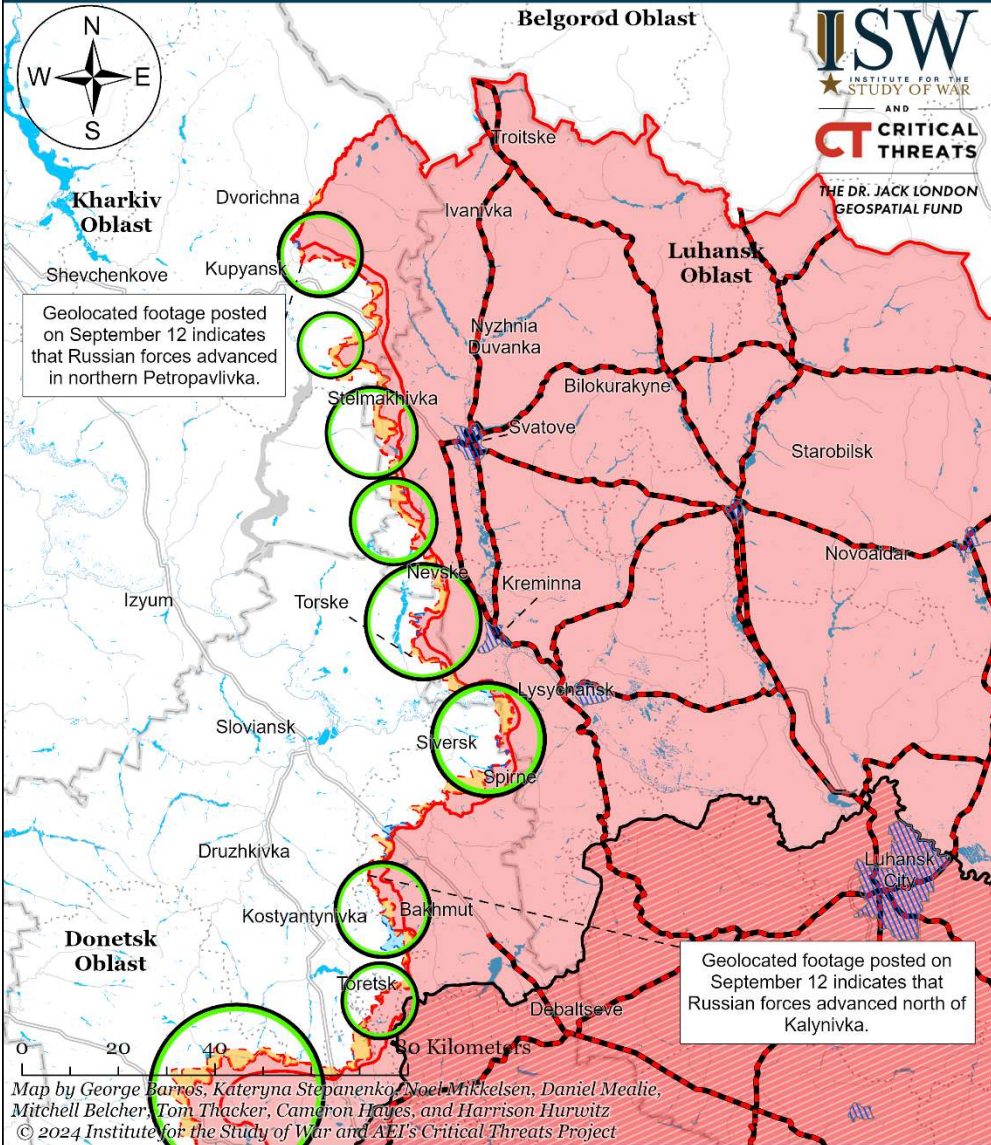 Belgorod Oblast
N
W
E
S
ISW
INSTITUTE FOR THE
STUDY OF WAR
AND
CT CRITICAL
THREATS
THE DR. JACK LONDON
GEOSPATIAL FUND
Troitske
Kharkiv
Oblast
Dvorichna
Ivanivka
Luhansk
Oblast
Shevchenkove
Kupyansk
Geolocated footage posted
on September 12 indicates
that Russian forces advanced
in northern Petropavlivka.
Nyzhnia
Duvanka
Bilokurakyne
Stelmakhivka
Svatove
Starobilsk
Novoaidar
Nevske
Kreminna
Izyum
Torske
Lysychansk
Sloviansk
Siversk
Spirne
Druzhkivka
Luhansk
City
Kostyantynivka
Bakhmut
Donetsk
Oblast
Geolocated footage posted on
September 12 indicates that
Russian forces advanced north of
Kalynivka.
Toretsk
Debaltseve
0 20 40 80 Kilometers
Map by George Barros, Kateryna Stepanenko, Noel Mikkelsen, Daniel Mealie,
Mitchell Belcher, Tom Thacker, Cameron Hayes, and Harrison Hurwitz
© 2024 Institute for the Study of War and AEI's Critical Threats Project